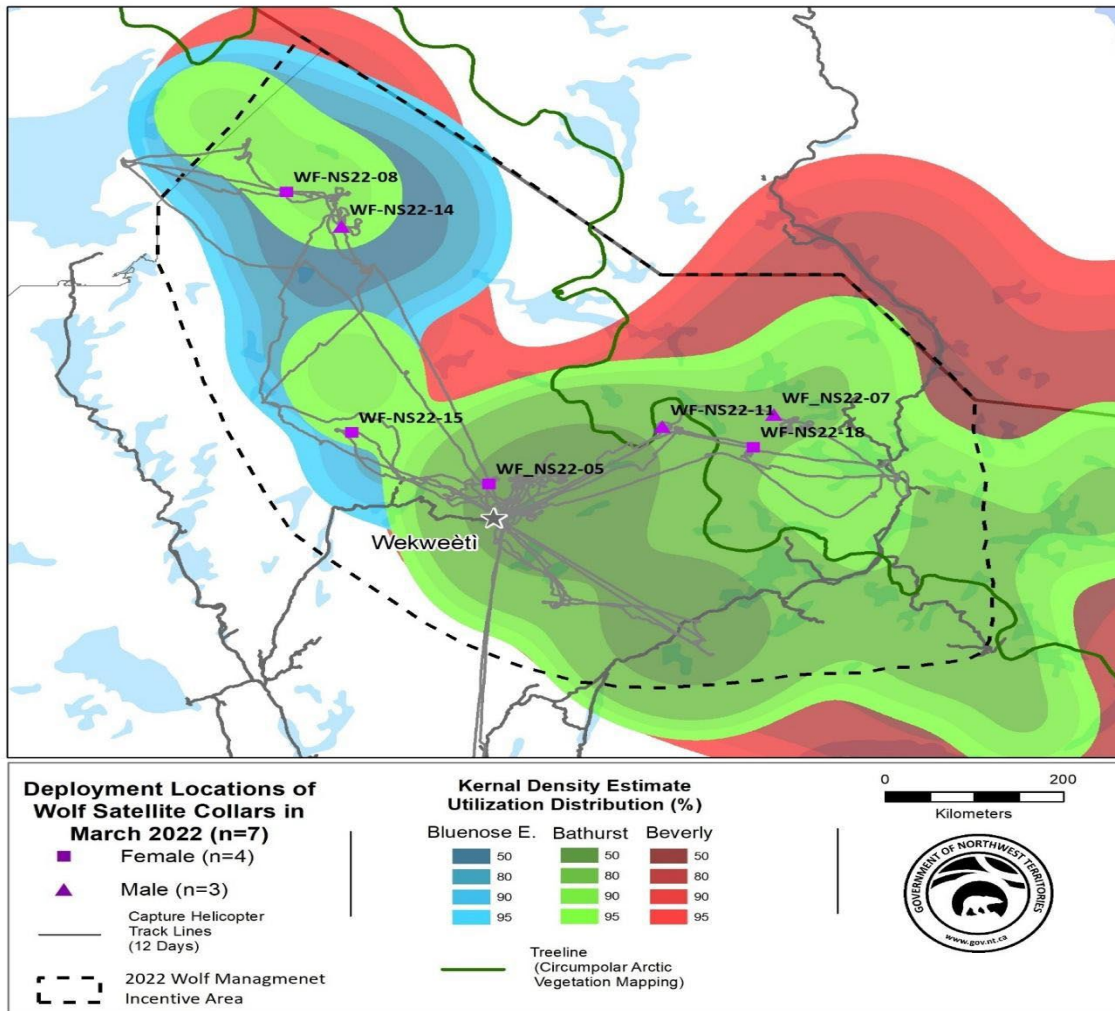 WF-NS22-08
WF-NS22-14
WF-NS22-15
WF-NS22-11
WF_NS22-07
WF-NS22-18
WF_NS22-05
Wekweètì
Deployment Locations of
Wolf Satellite Collars in
March 2022 (n=7)
Female (n=4)
Male (n=3)
Capture Helicopter
Track Lines
(12 Days)
2022 Wolf Managmenet
Incentive Area
Kernal Density Estimate
Utilization Distribution (%)
Bluenose E.
50
80
90
95
Bathurst
50
80
90
95
Beverly
50
80
90
95
Treeline
(Circumpolar Arctic
Vegetation Mapping)
0 200
Kilometers
GOVERNMENT OF NORTHWEST TERRITORIES
www.gov.nt.ca